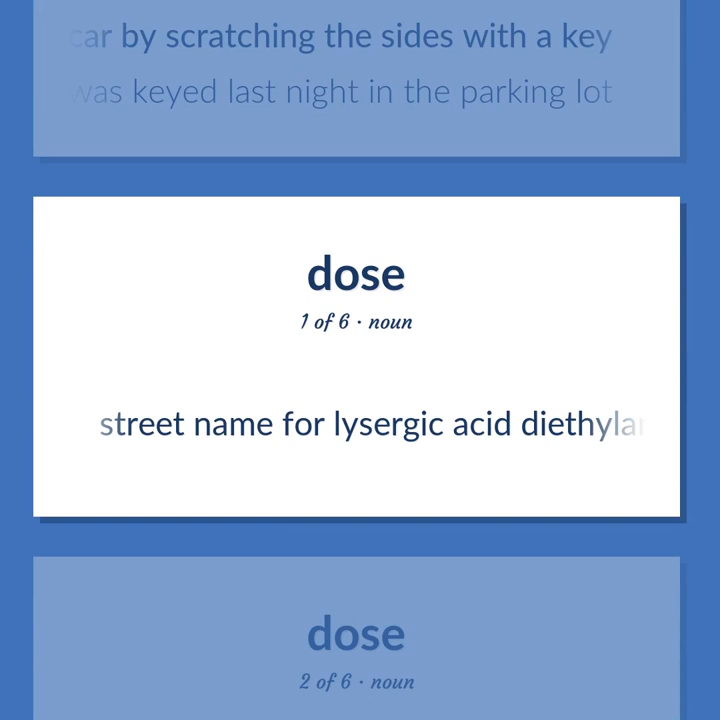 car by scratching the sides with a key
was keyed last night in the parking lot
dose
1 of 6 · noun
street name for lysergic acid
dose
2 of 6 · noun